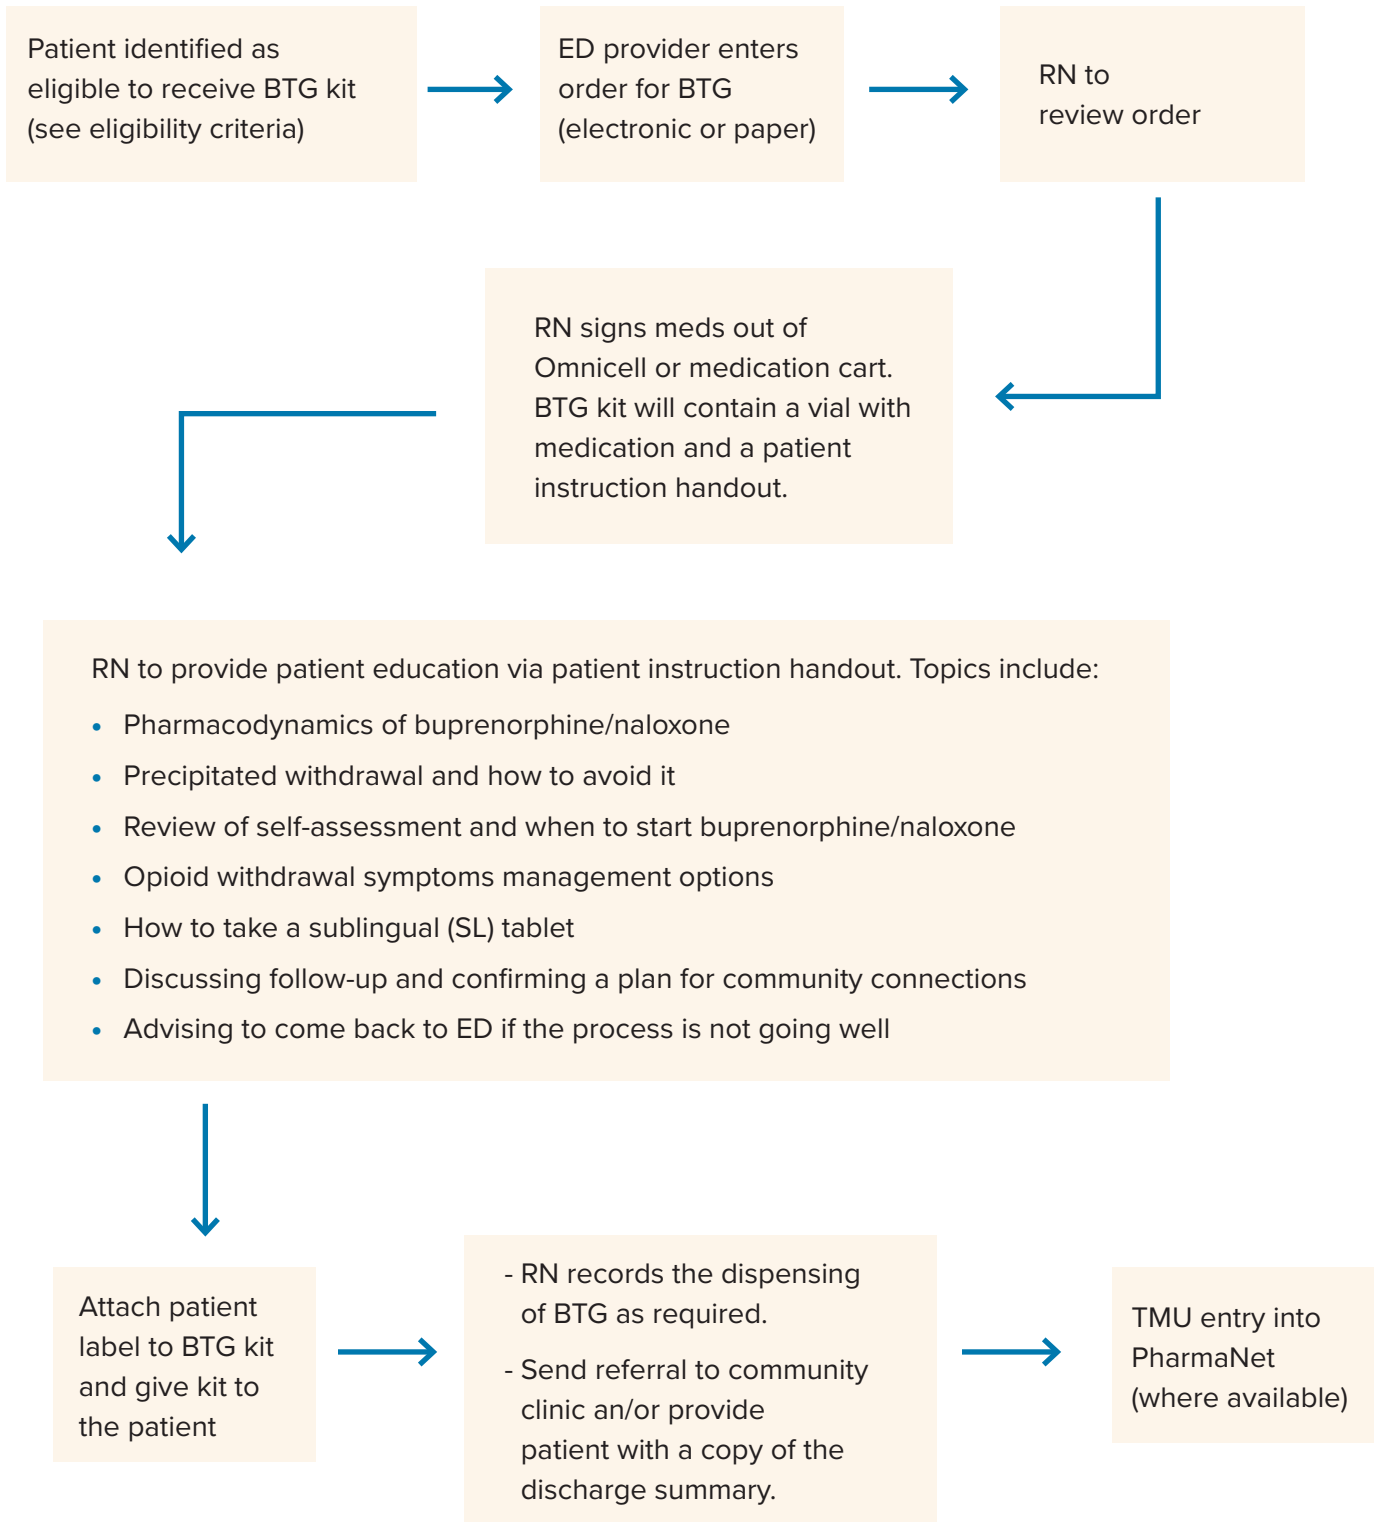 Patient identified as
eligible to receive BTG kit
(see eligibility criteria)
ED provider enters
order for BTG
(electronic or paper)
RN to
review order
RN signs meds out of
Omnicell or medication cart.
BTG kit will contain a vial with
medication and a patient
instruction handout.
RN to provide patient education via patient instruction handout. Topics include:
• Pharmacodynamics of buprenorphine/naloxone
• Precipitated withdrawal and how to avoid it
• Review of self-assessment and when to start buprenorphine/naloxone
• Opioid withdrawal symptoms management options
• How to take a sublingual (SL) tablet
• Discussing follow-up and confirming a plan for community connections
• Advising to come back to ED if the process is not going well
Attach patient
label to BTG kit
and give kit to
the patient
- RN records the dispensing
of BTG as required.
- Send referral to community
clinic an/or provide
patient with a copy of the
discharge summary.
TMU entry into
PharmaNet
(where available)